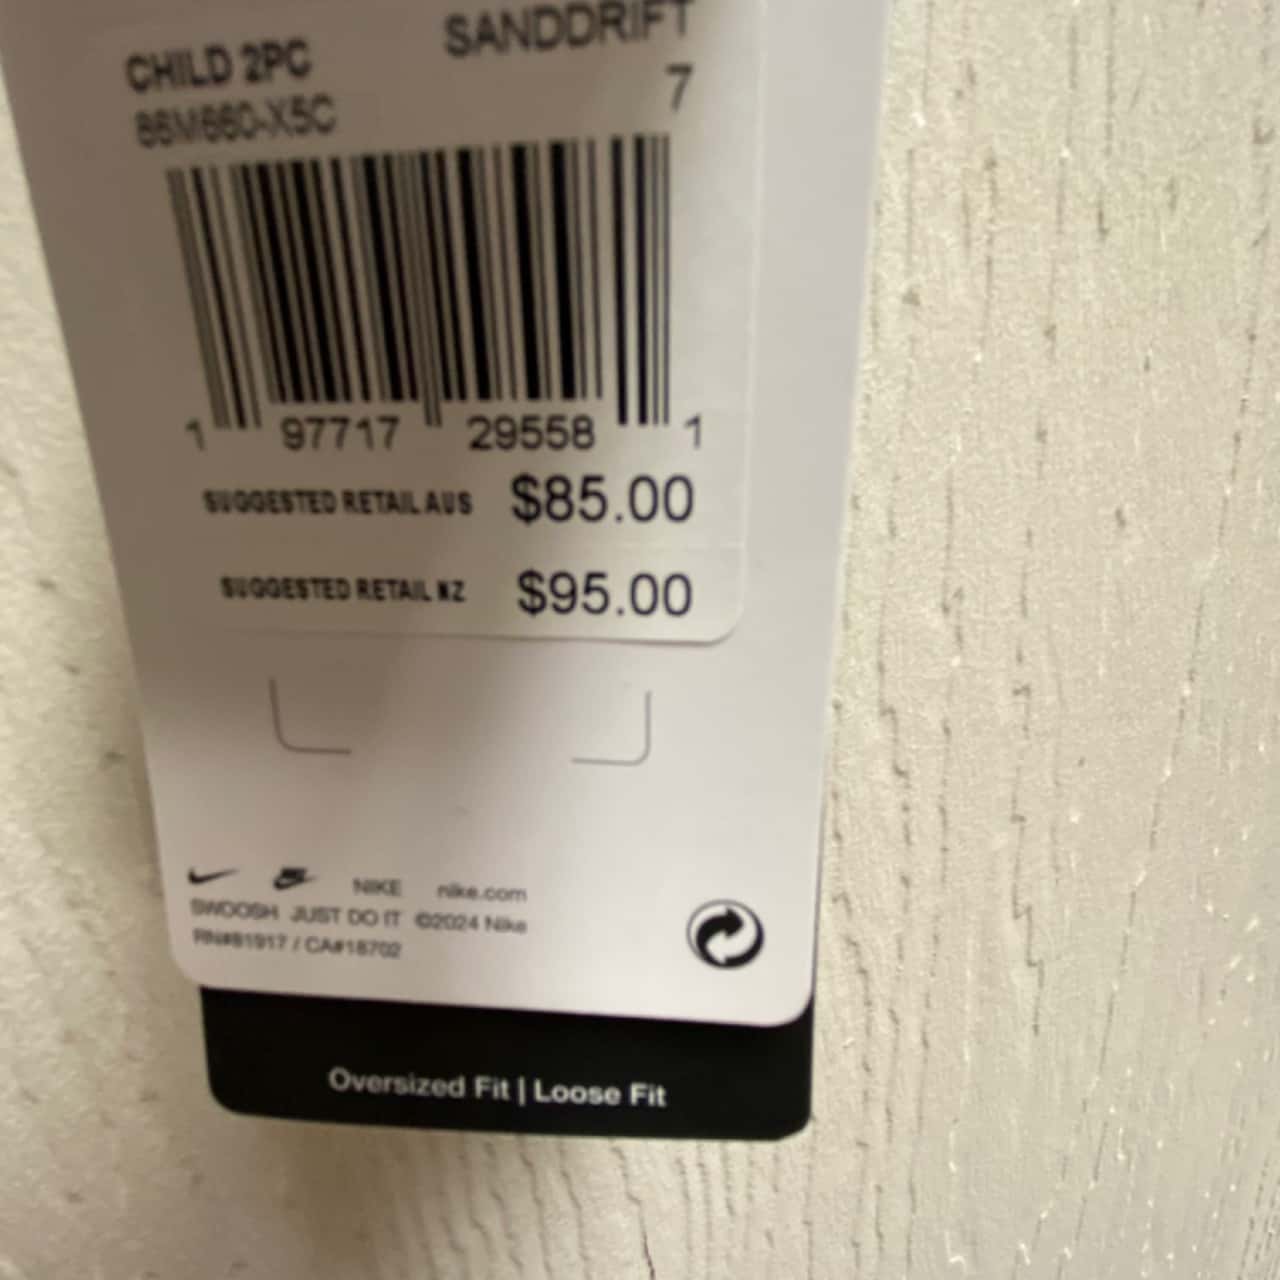 CHILD 2PC SANDDRIFT
86M660-X5C 7
1 97717 29558 1
SUGGESTED RETAIL AUS $85.00
SUGGESTED RETAIL NZ $95.00
NIKE nike.com
SWOOSH JUST DO IT ©2024 Nike
RN#81917 / CA#18702
Oversized Fit | Loose Fit